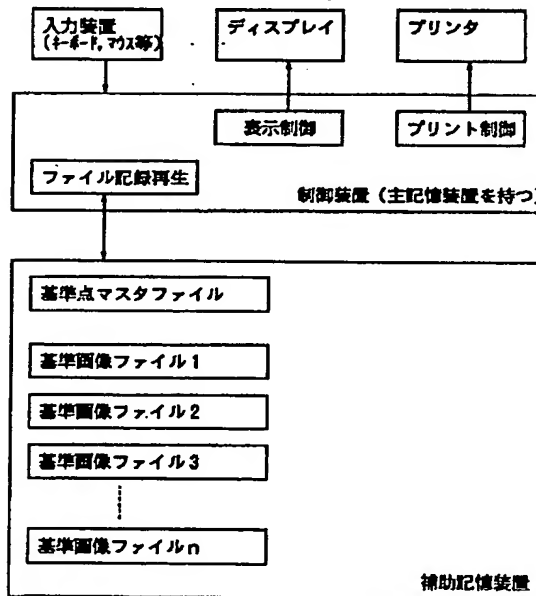 入力装置
(キーボード,マウス等)
ディスプレイ
プリンタ
表示制御
プリント制御
ファイル記録再生
制御装置(主記憶装置を持つ)
基準点マスタファイル
基準画像ファイル1
基準画像ファイル2
基準画像ファイル3
基準画像ファイルn
補助記憶装置